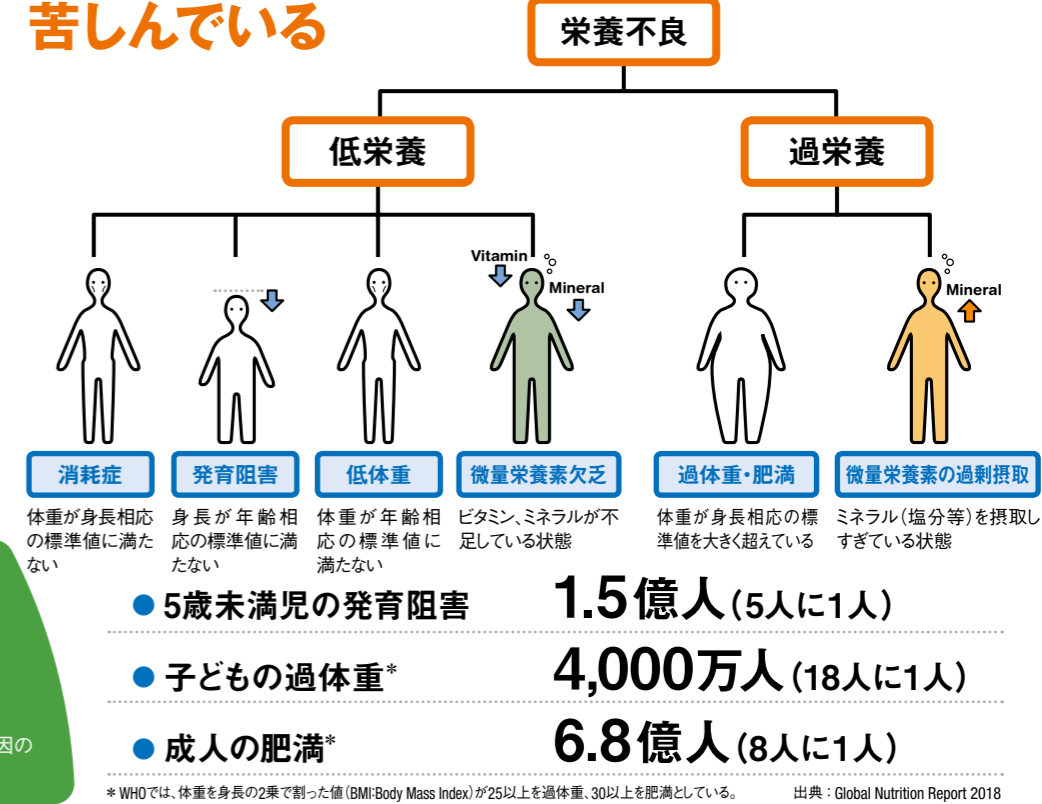 苦しんでいる
栄養不良
低栄養
過栄養
Vitamin
Mineral
Mineral
消耗症
発育阻害
低体重
微量栄養素欠乏
過体重・肥満
微量栄養素の過剰摂取
体重が身長相応
の標準値に満た
ない
身長が年齢相
応の標準値に満
たない
体重が年齢相
応の標準値に
満たない
ビタミン、ミネラルが不
足している状態
体重が身長相応の標
準値を大きく超えている
ミネラル（塩分等）を摂取し
すぎている状態
● 5歳未満児の発育阻害 1.5億人（5人に1人）
● 子どもの過体重* 4,000万人（18人に1人）
● 成人の肥満* 6.8億人（8人に1人）
因の
* WHOでは、体重を身長の2乗で割った値（BMI:Body Mass Index）が25以上を過体重、30以上を肥満としている。
出典：Global Nutrition Report 2018